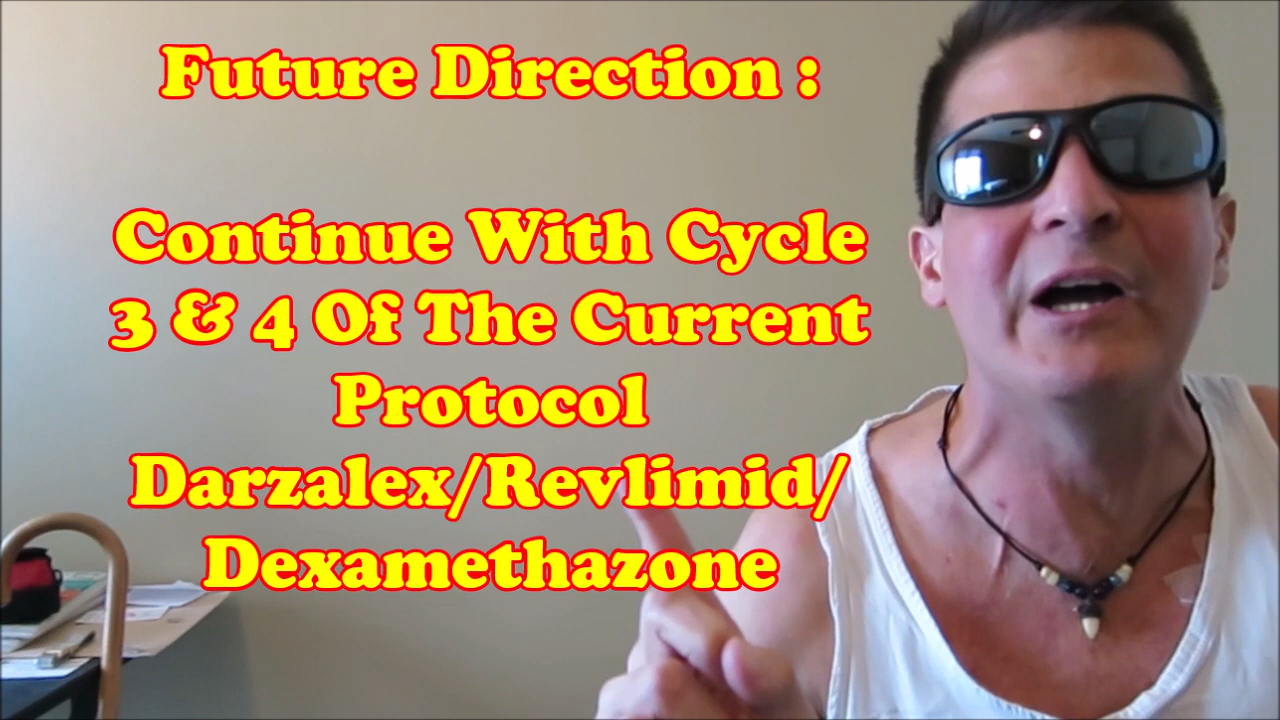 Future Direction :
Continue With Cycle
3 & 4 Of The Current
Protocol
Darzalex/Revlimid/
Dexamethazone